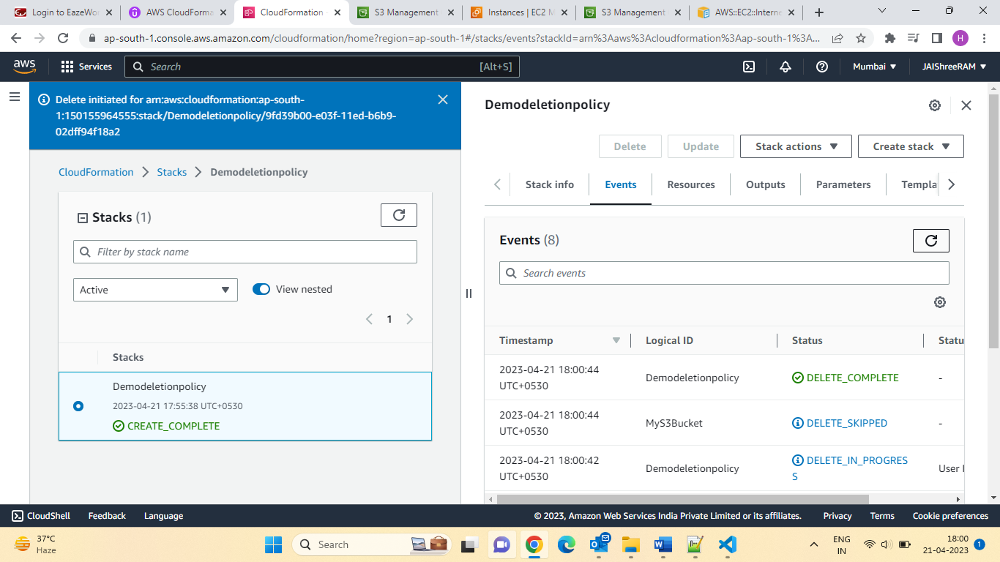 Login to EazeWor
AWS CloudForma
CloudFormation
S3 Management
Instances | EC2 M
S3 Management
AWS::EC2::Interne
ap-south-1.console.aws.amazon.com/cloudformation/home?region=ap-south-1#/stacks/events?stackId=arn%3Aaws%3Acloudformation%3Aap-south-1%3A...
H
aws
Services
Search
[Alt+S]
Mumbai
JAIShreeRAM
Delete initiated for arn:aws:cloudformation:ap-south-
1:150155964555:stack/Demodeletionpolicy/9fd39b00-e03f-11ed-b6b9-
02dff94f18a2
CloudFormation
Stacks
Demodeletionpolicy
Stacks (1)
Filter by stack name
Active
View nested
1
Stacks
Demodeletionpolicy
2023-04-21 17:55:38 UTC+0530
CREATE_COMPLETE
Demodeletionpolicy
Delete
Update
Stack actions
Create stack
Stack info
Events
Resources
Outputs
Parameters
Templa
Events (8)
Search events
Timestamp
Logical ID
Status
Statu
2023-04-21 18:00:44
UTC+0530
Demodeletionpolicy
DELETE_COMPLETE
-
2023-04-21 18:00:44
UTC+0530
MyS3Bucket
DELETE_SKIPPED
-
2023-04-21 18:00:42
UTC+0530
Demodeletionpolicy
DELETE_IN_PROGRES
S
User I
CloudShell
Feedback
Language
© 2023, Amazon Web Services India Private Limited or its affiliates.
Privacy
Terms
Cookie preferences
37°C
Haze
Search
ENG
IN
18:00
21-04-2023
1